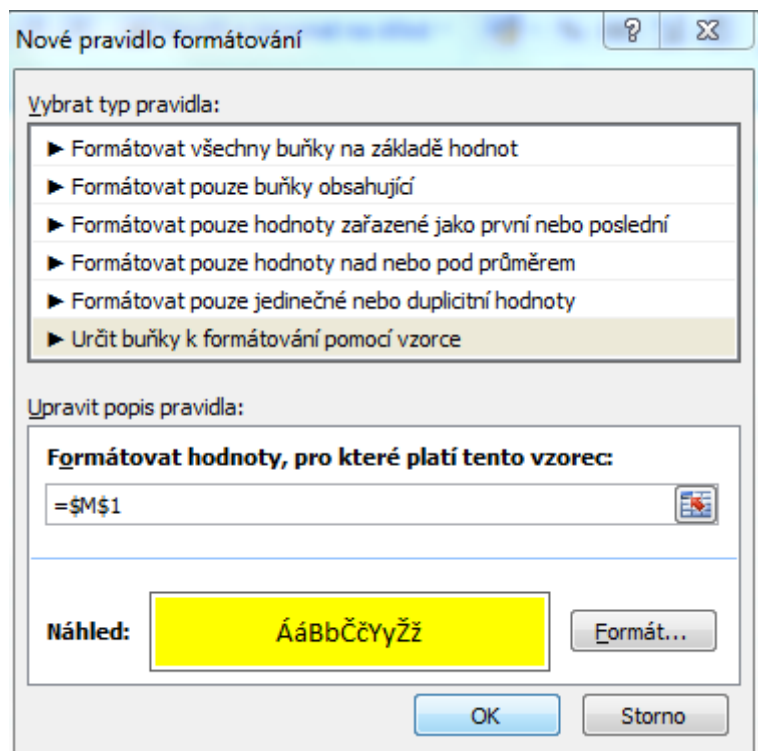 Nové pravidlo formátování
Vybrat typ pravidla:
► Formátovat všechny buňky na základě hodnot
► Formátovat pouze buňky obsahující
► Formátovat pouze hodnoty zařazené jako první nebo poslední
► Formátovat pouze hodnoty nad nebo pod průměrem
► Formátovat pouze jedinečné nebo duplicitní hodnoty
► Určit buňky k formátování pomocí vzorce
Upravit popis pravidla:
Formátovat hodnoty, pro které platí tento vzorec:
=$M$1
Náhled: ÁáBbČčYyŽž Formát...
OK Storno